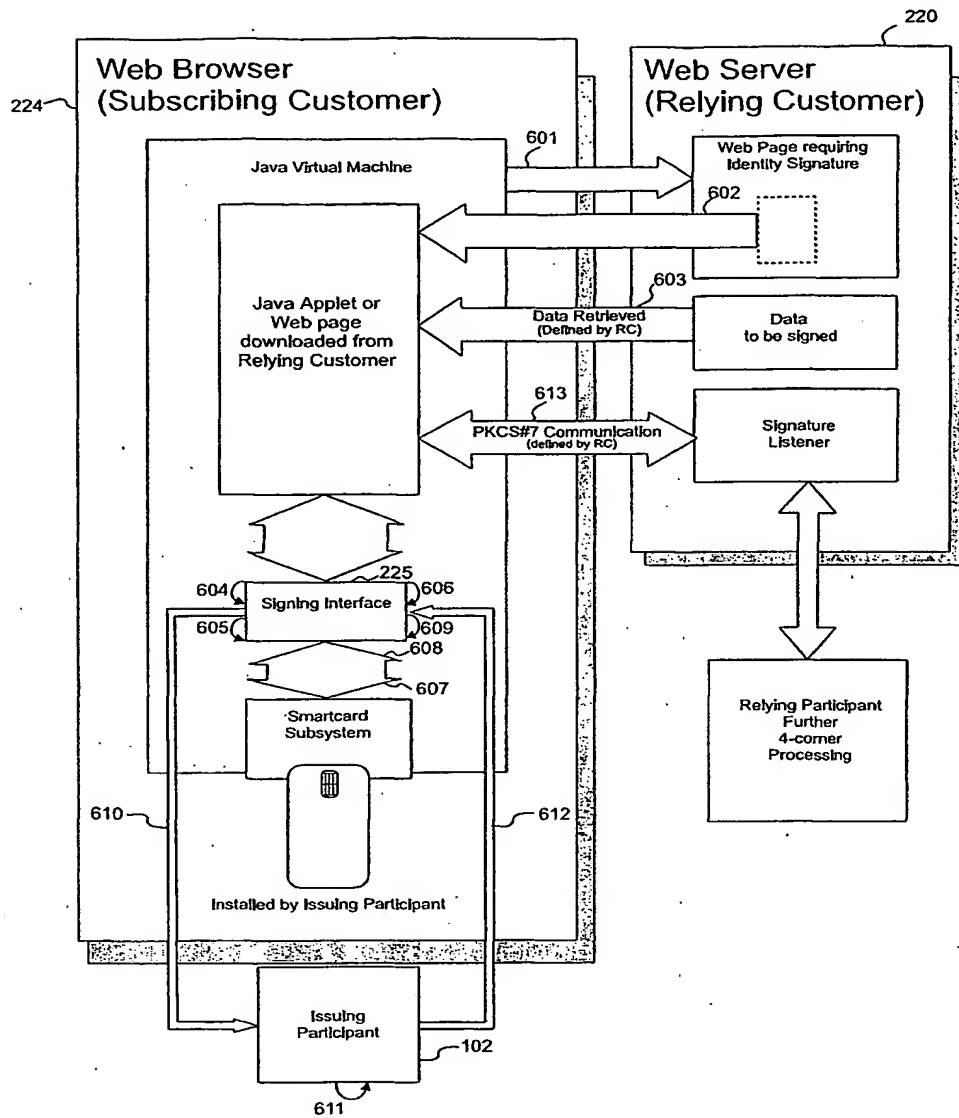 220
Web Browser
(Subscribing Customer)
224
Web Server
(Relying Customer)
Java Virtual Machine
601
Web Page requiring
Identity Signature
602
Java Applet or
Web page
downloaded from
Relying Customer
603
Data Retrieved
(Defined by RC)
Data
to be signed
613
PKCS#7 Communication
(defined by RC)
Signature
Listener
225
604
Signing Interface
606
605
609
608
607
Smartcard
Subsystem
Relying Participant
Further
4-corner
Processing
610
612
Installed by Issuing Participant
Issuing
Participant
102
611